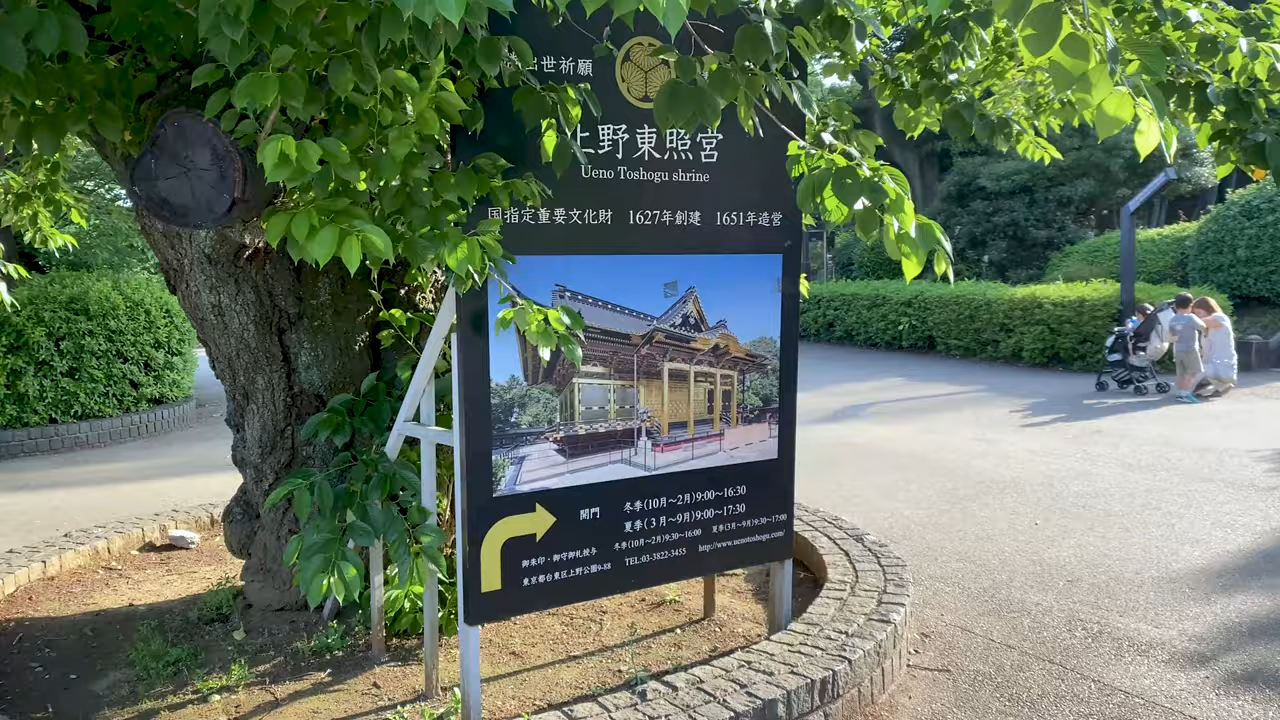 出世祈願
上野東照宮
Ueno Toshogu shrine
国指定重要文化財 1627年創建 1651年造営
開門 冬季(10月〜2月)9:00〜16:30
夏季(3月〜9月)9:00〜17:30
御朱印・御守御札授与 冬季(10月〜2月)9:30〜16:00 夏季(3月〜9月)9:30〜17:00
東京都台東区上野公園9-88 TEL:03-3822-3455 http://www.uenotoshogu.com/